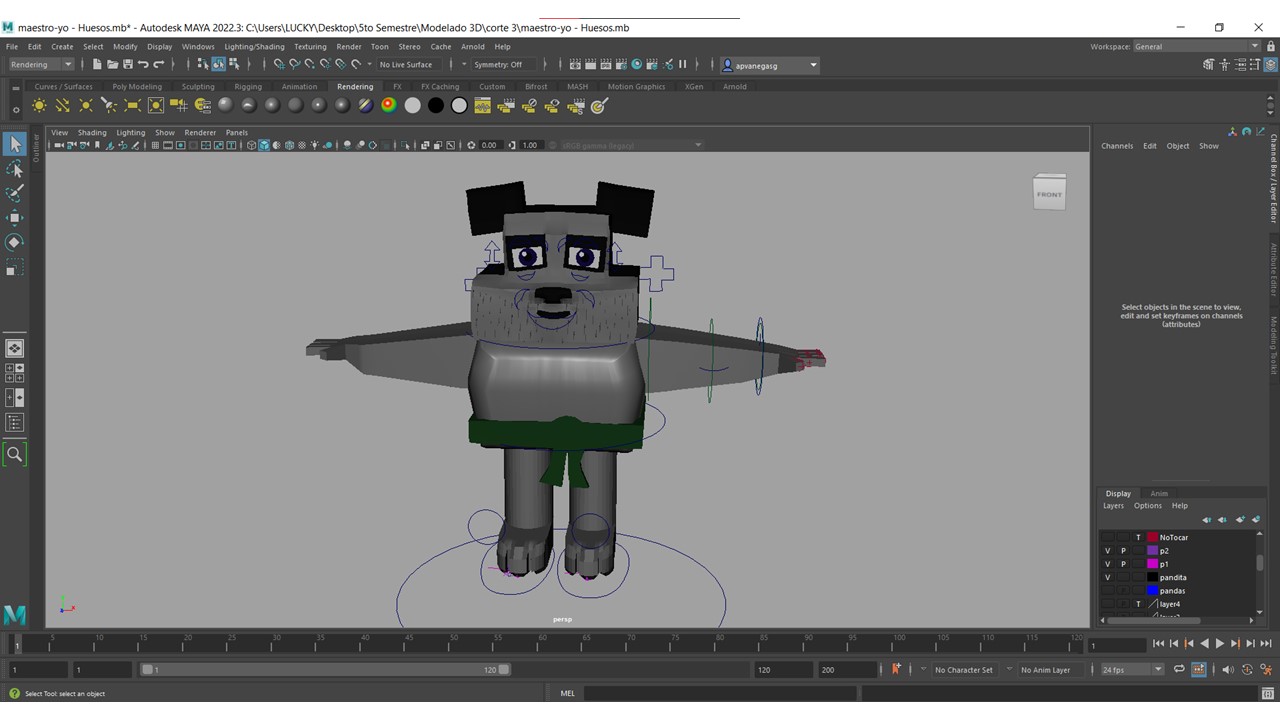 maestro-yo - Huesos.mb* - Autodesk MAYA 2022.3: C:\Users\LUCKY\Desktop\5to Semestre\Modelado 3D\corte 3\maestro-yo - Huesos.mb
File Edit Create Select Modify Display Windows Lighting/Shading Texturing Render Toon Stereo Cache Arnold Help
Workspace: General
Rendering No Live Surface Symmetry: Off apvanegasg
Curves / Surfaces Poly Modeling Sculpting Rigging Animation Rendering FX FX Caching Custom Bifrost MASH Motion Graphics XGen Arnold
View Shading Lighting Show Renderer Panels
0.00 1.00 sRGB gamma (legacy)
Outliner
Channels Edit Object Show
FRONT
Channel Box / Layer Editor
Attribute Editor
Modeling Toolkit
Select objects in the scene to view,
edit and set keyframes on channels
(attributes)
Display Anim
Layers Options Help
T NoTocar
V P p2
V P p1
V pandita
pandas
T layer4
persp
5 10 15 20 25 30 35 40 45 50 55 60 65 70 75 80 85 90 95 100 105 110 115 120
1 1
1 1 1 120 120 200 No Character Set No Anim Layer 24 fps
Select Tool: select an object MEL